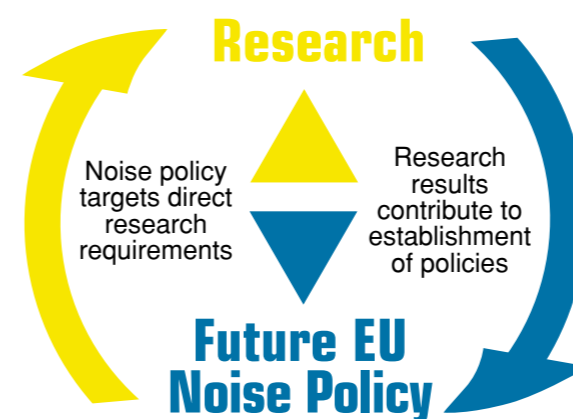 Research
Noise policy
targets direct
research
requirements
Research
results
contribute to
establishment
of policies
Future EU
Noise Policy